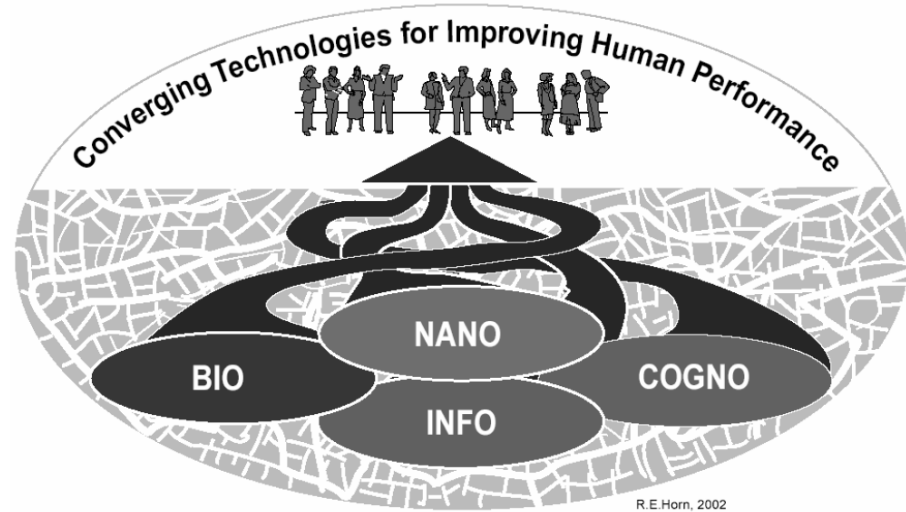 Converging Technologies for Improving Human Performance
NANO
BIO
COGNO
INFO
R.E.Horn, 2002